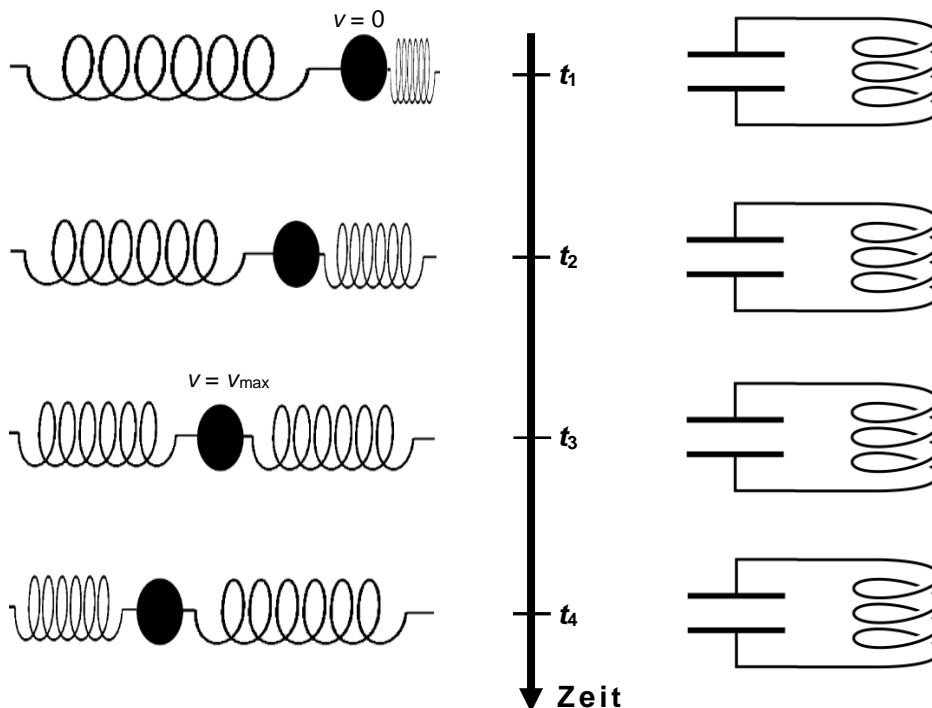 v = 0
t1
t2
v = vmax
t3
t4
Zeit